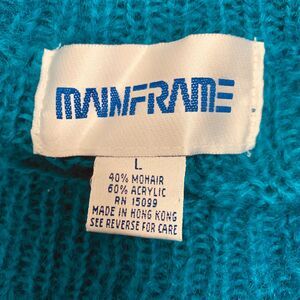 MAINFRAME
L
40% MOHAIR
60% ACRYLIC
RN 15099
MADE IN HONG KONG
SEE REVERSE FOR CARE